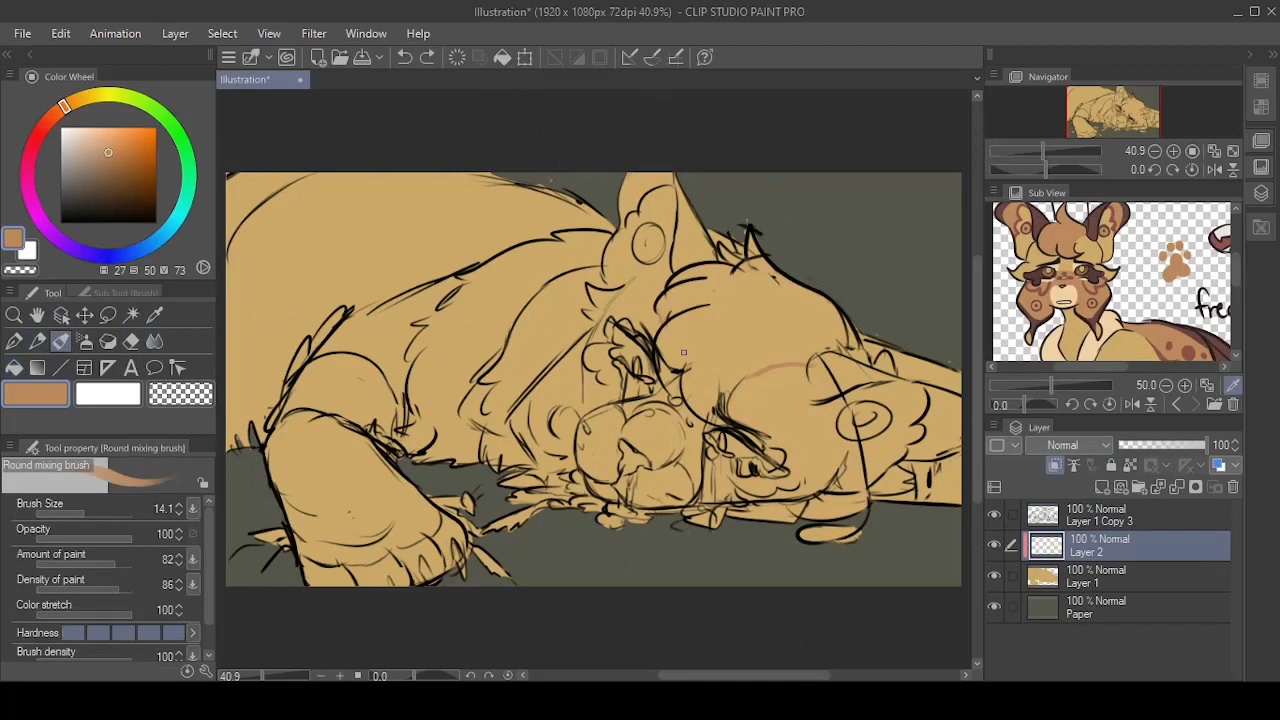 Illustration* (1920 x 1080px 72dpi 40.9%) - CLIP STUDIO PAINT PRO
File Edit Animation Layer Select View Filter Window Help
Color Wheel
Illustration*
Navigator
40.9
0.0
Sub View
27 50 73
Tool Sub Tool (Brush)
fre
50.0
0.0
Layer
Normal 100
Tool property [Round mixing brush]
Round mixing brush
Brush Size 14.1
Opacity 100
Amount of paint 82
Density of paint 86
Color stretch 100
Hardness
Brush density 100
100 % Normal
Layer 1 Copy 3
100 % Normal
Layer 2
100 % Normal
Layer 1
100 % Normal
Paper
40.9 0.0